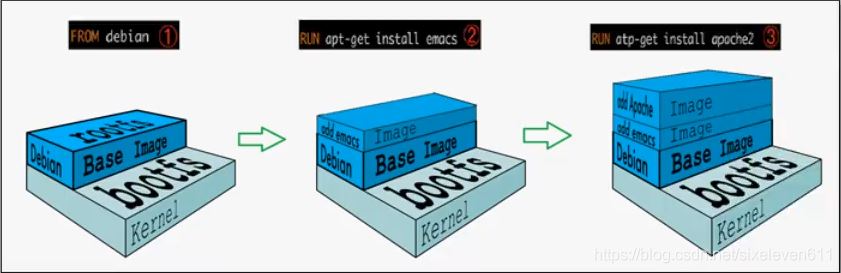 FROM debian ①
RUN apt-get install emacs ②
RUN atp-get install apache2 ③
rootfs
Debian
Base Image
bootfs
Kernel
add emacs
Image
Debian
Base Image
bootfs
Kernel
add Apache
Image
add emacs
Image
Debian
Base Image
bootfs
Kernel
https://blog.csdn.net/sixeleven611